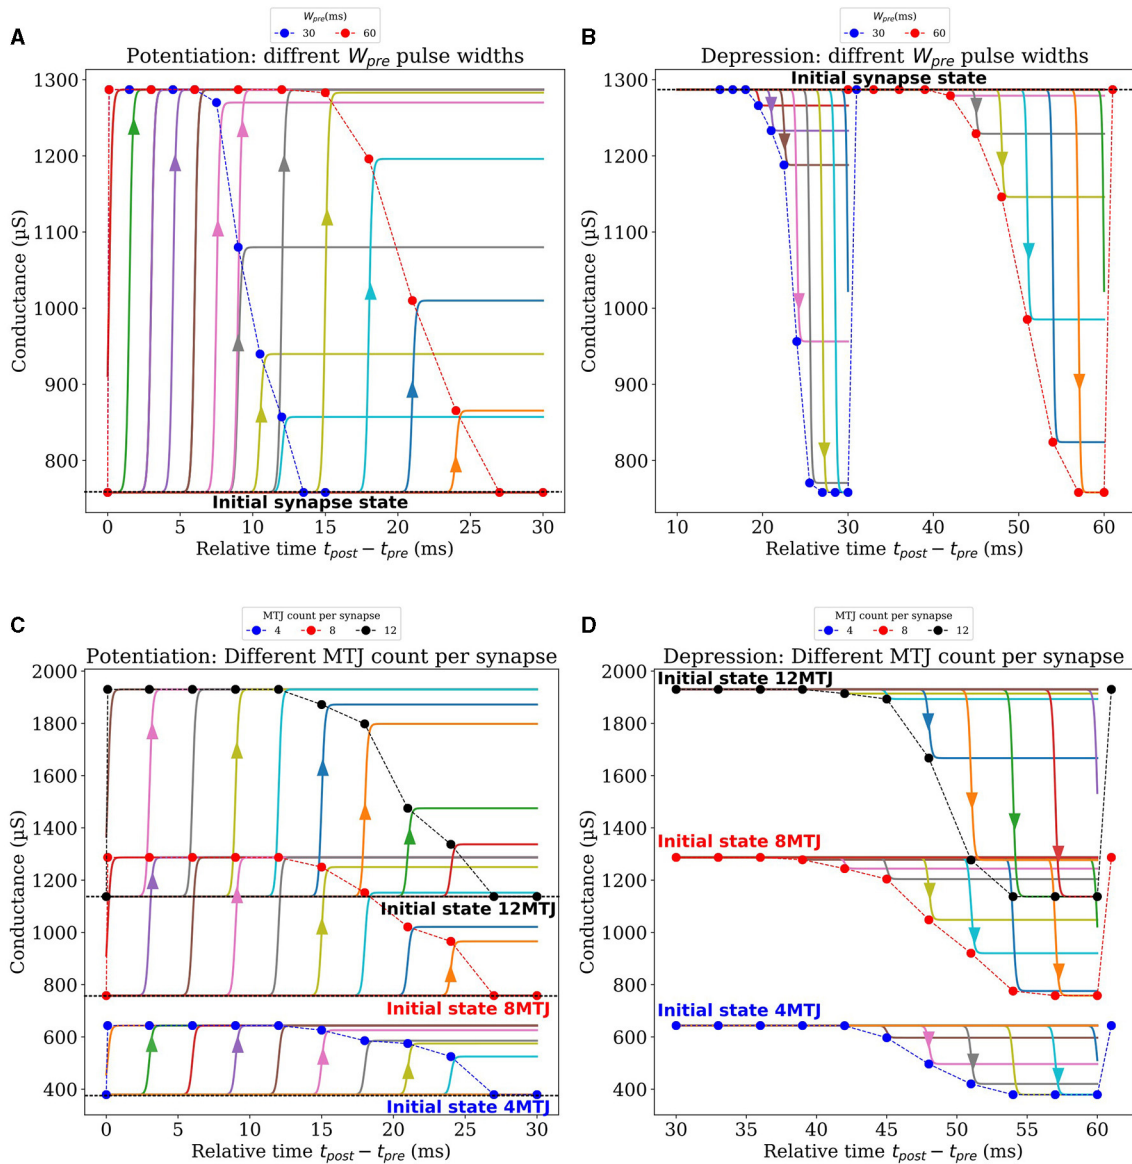 A
W_pre(ms)
30 60
Potentiation: diffrent W_pre pulse widths
1300
1200
1100
1000
900
800
Conductance (µS)
Initial synapse state
0 5 10 15 20 25 30
Relative time t_post − t_pre (ms)
B
W_pre(ms)
30 60
Depression: diffrent W_pre pulse widths
Initial synapse state
1300
1200
1100
1000
900
800
Conductance (µS)
10 20 30 40 50 60
Relative time t_post − t_pre (ms)
C
MTJ count per synapse
4 8 12
Potentiation: Different MTJ count per synapse
2000
1800
1600
1400
1200
1000
800
600
400
Conductance (µS)
Initial state 12MTJ
Initial state 8MTJ
Initial state 4MTJ
0 5 10 15 20 25 30
Relative time t_post − t_pre (ms)
D
MTJ count per synapse
4 8 12
Depression: Different MTJ count per synapse
Initial state 12MTJ
Initial state 8MTJ
Initial state 4MTJ
2000
1800
1600
1400
1200
1000
800
600
400
Conductance (µS)
30 35 40 45 50 55 60
Relative time t_post − t_pre (ms)